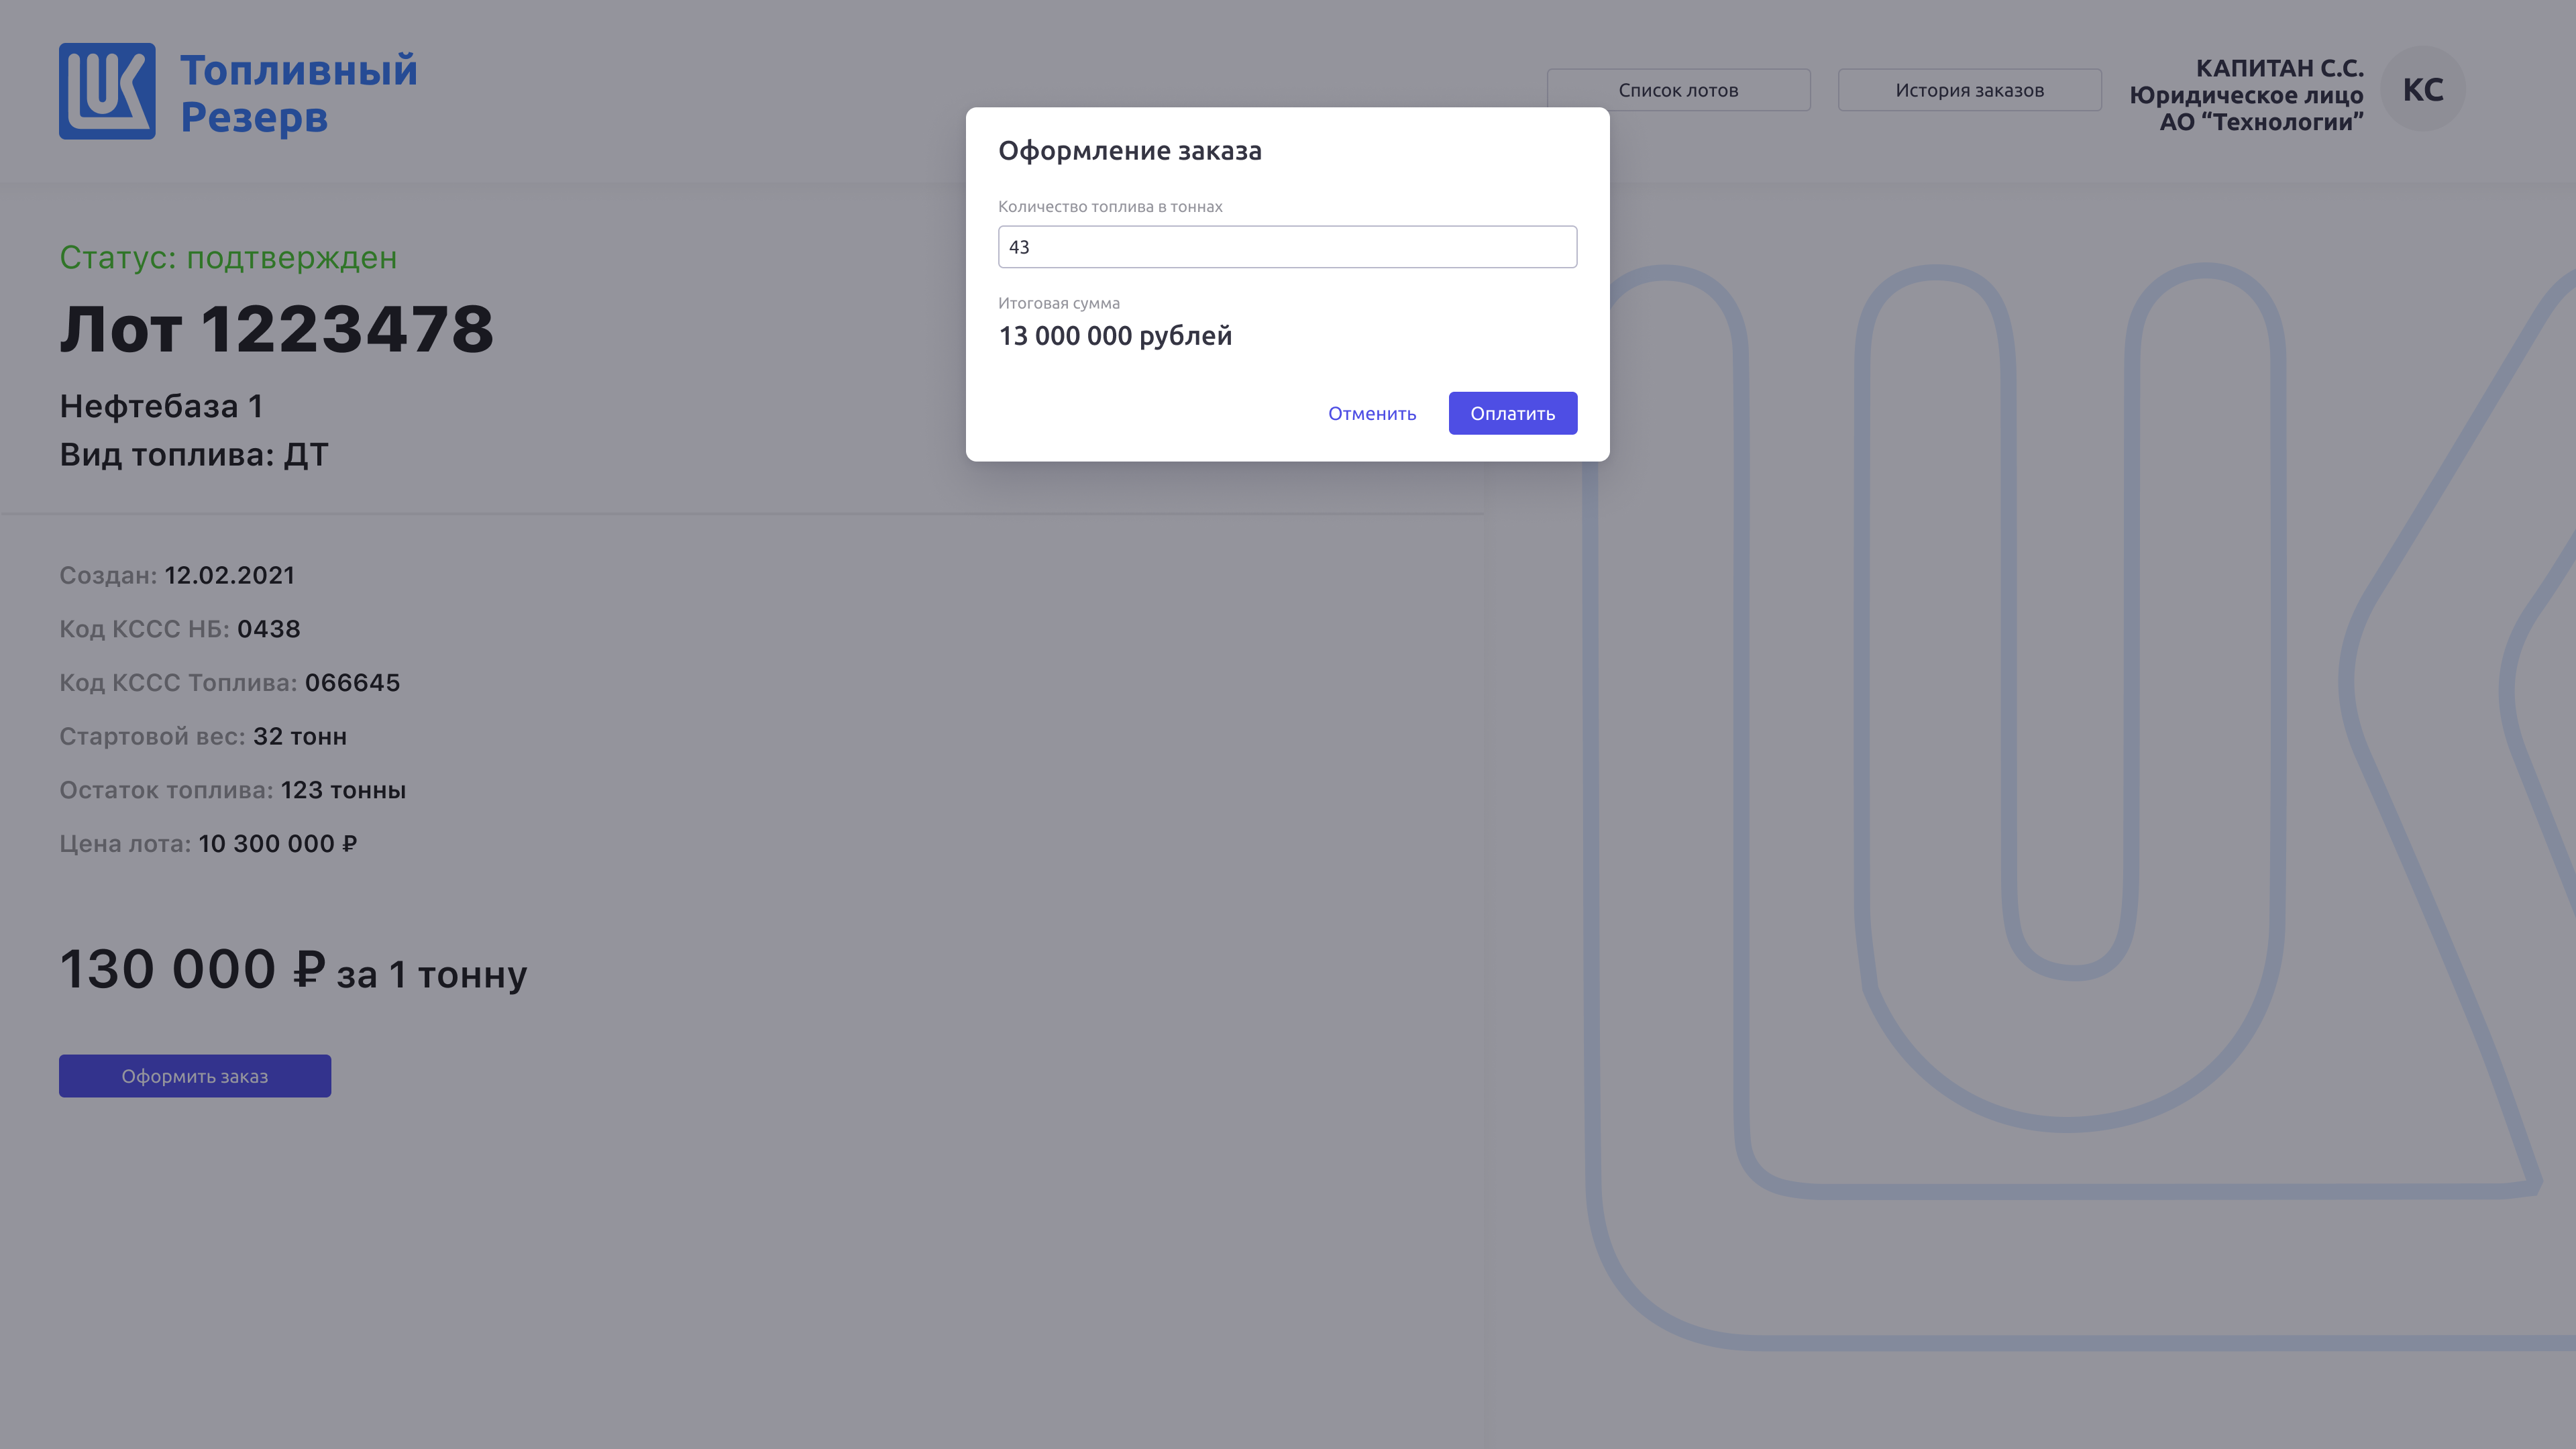 Топливный
Резерв
Список лотов
История заказов
КАПИТАН С.С.
Юридическое лицо
АО “Технологии”
КС
Оформление заказа
Количество топлива в тоннах
43
Итоговая сумма
13 000 000 рублей
Отменить
Оплатить
Статус: подтвержден
Лот 1223478
Нефтебаза 1
Вид топлива: ДТ
Создан: 12.02.2021
Код КССС НБ: 0438
Код КССС Топлива: 066645
Стартовой вес: 32 тонн
Остаток топлива: 123 тонны
Цена лота: 10 300 000 ₽
130 000 ₽ за 1 тонну
Оформить заказ